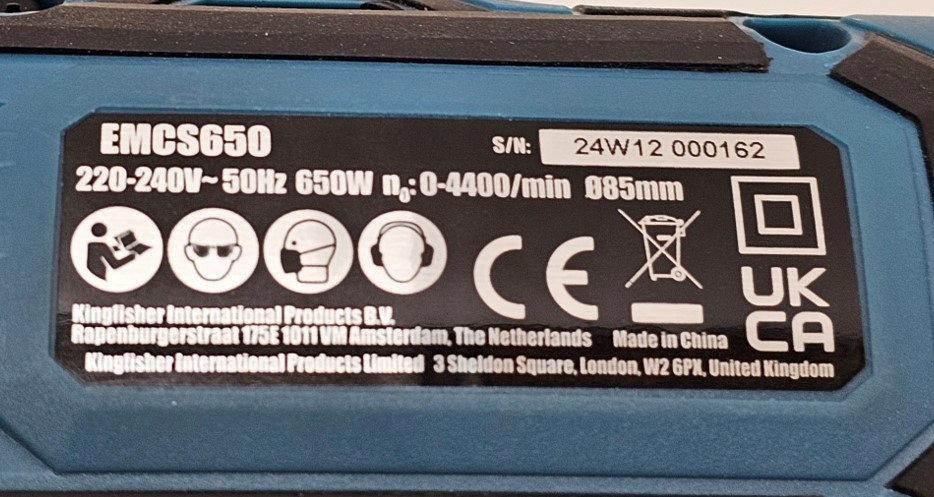 EMCS650
S/N: 24W12 000162
220-240V~ 50Hz 650W n₀: 0-4400/min Ø85mm
CE
UK
CA
Kingfisher International Products B.V.
Rapenburgerstraat 175E 1011 VM Amsterdam, The Netherlands Made in China
Kingfisher International Products Limited 3 Sheldon Square, London, W2 6PX, United Kingdom